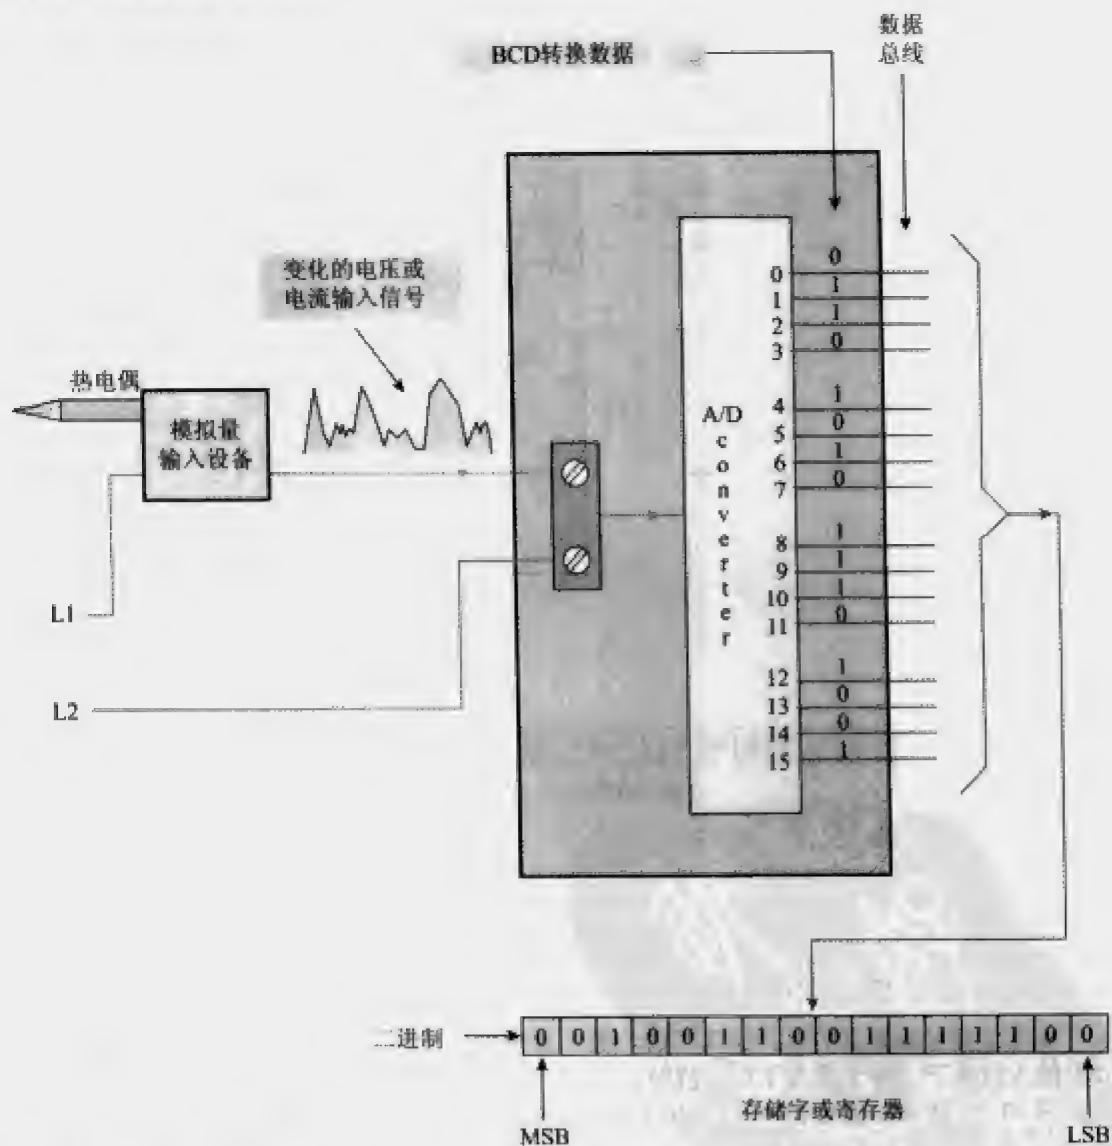 BCD转换数据
数据
总线
变化的电压或
电流输入信号
热电偶
模拟量
输入设备
L1
L2
A/D
c
o
n
v
e
r
t
e
r
0 0
1 1
2 1
3 0
4 1
5 0
6 1
7 0
8 1
9 1
10 1
11 0
12 1
13 0
14 0
15 1
二进制
0 0 1 0 0 1 1 0 0 1 1 1 1 1 0 0
MSB
存储字或寄存器
LSB